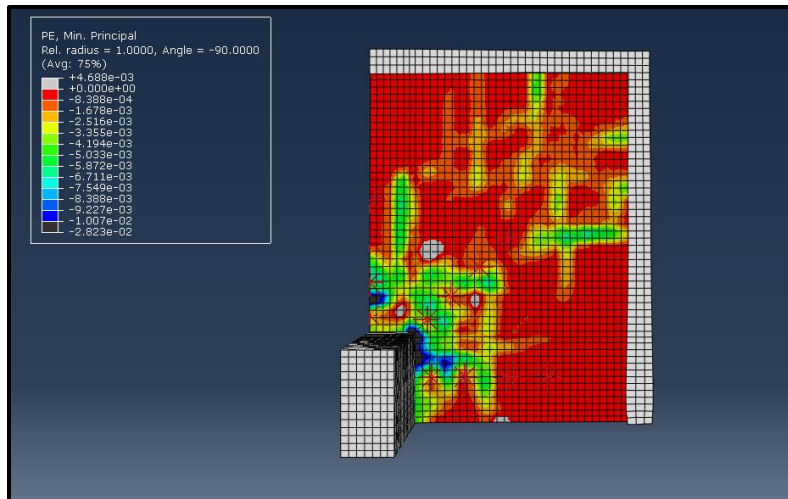 PE, Min. Principal
Rel. radius = 1.0000, Angle = -90.0000
(Avg: 75%)
+4.688e-03
+0.000e+00
-8.388e-04
-1.678e-03
-2.516e-03
-3.355e-03
-4.194e-03
-5.033e-03
-5.872e-03
-6.711e-03
-7.549e-03
-8.388e-03
-9.227e-03
-1.007e-02
-2.823e-02